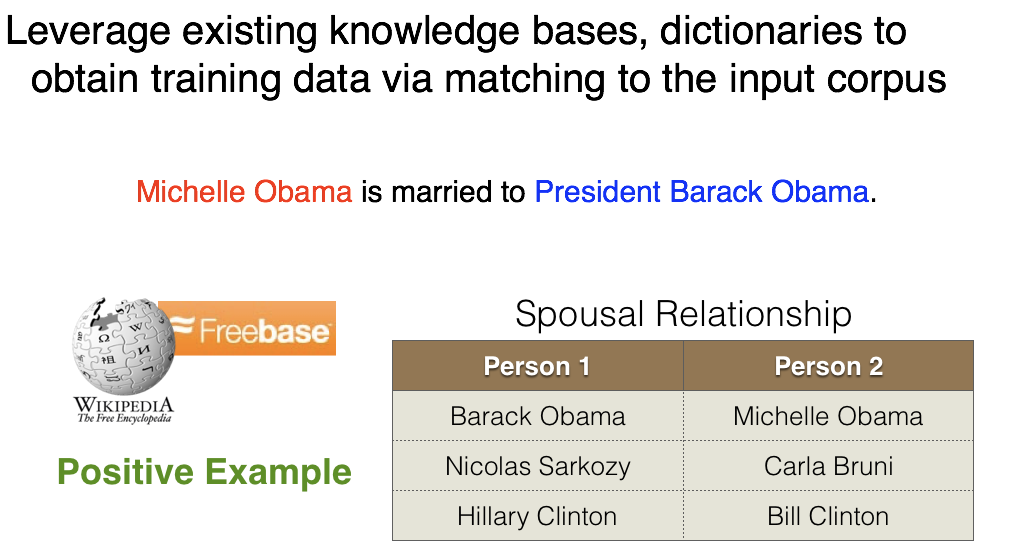 Leverage existing knowledge bases, dictionaries to
obtain training data via matching to the input corpus
Michelle Obama is married to President Barack Obama.
Freebase
WIKIPEDIA
The Free Encyclopedia
Positive Example
Spousal Relationship
Person 1 Person 2
Barack Obama Michelle Obama
Nicolas Sarkozy Carla Bruni
Hillary Clinton Bill Clinton